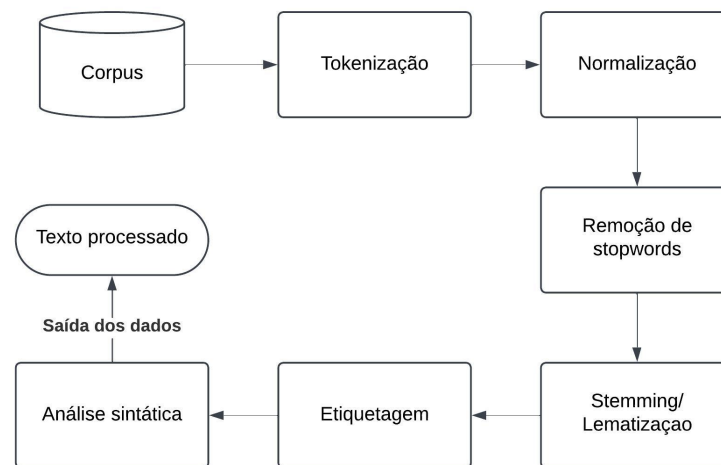 Corpus
Tokenização
Normalização
Remoção de
stopwords
Stemming/
Lematizaçao
Etiquetagem
Análise sintática
Saída dos dados
Texto processado